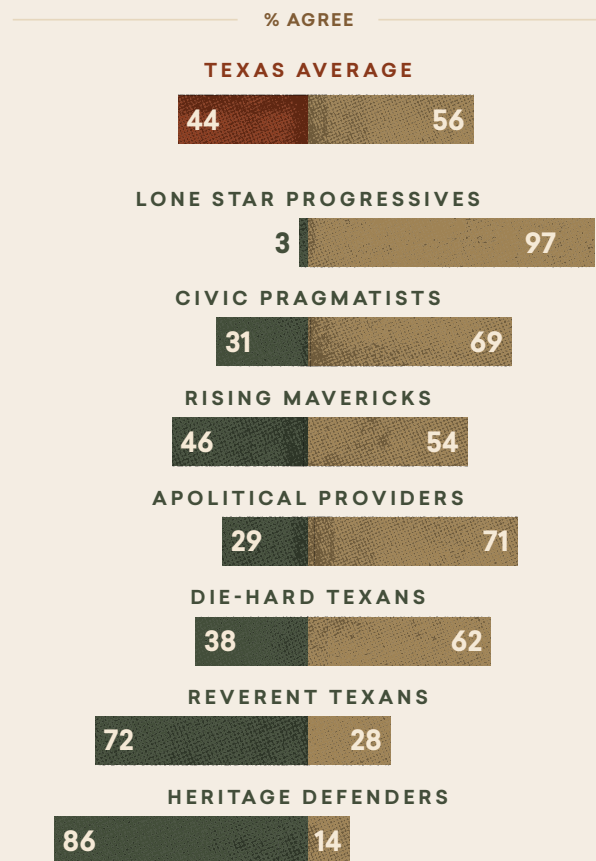 % AGREE
TEXAS AVERAGE
44 56
LONE STAR PROGRESSIVES
3 97
CIVIC PRAGMATISTS
31 69
RISING MAVERICKS
46 54
APOLITICAL PROVIDERS
29 71
DIE-HARD TEXANS
38 62
REVERENT TEXANS
72 28
HERITAGE DEFENDERS
86 14